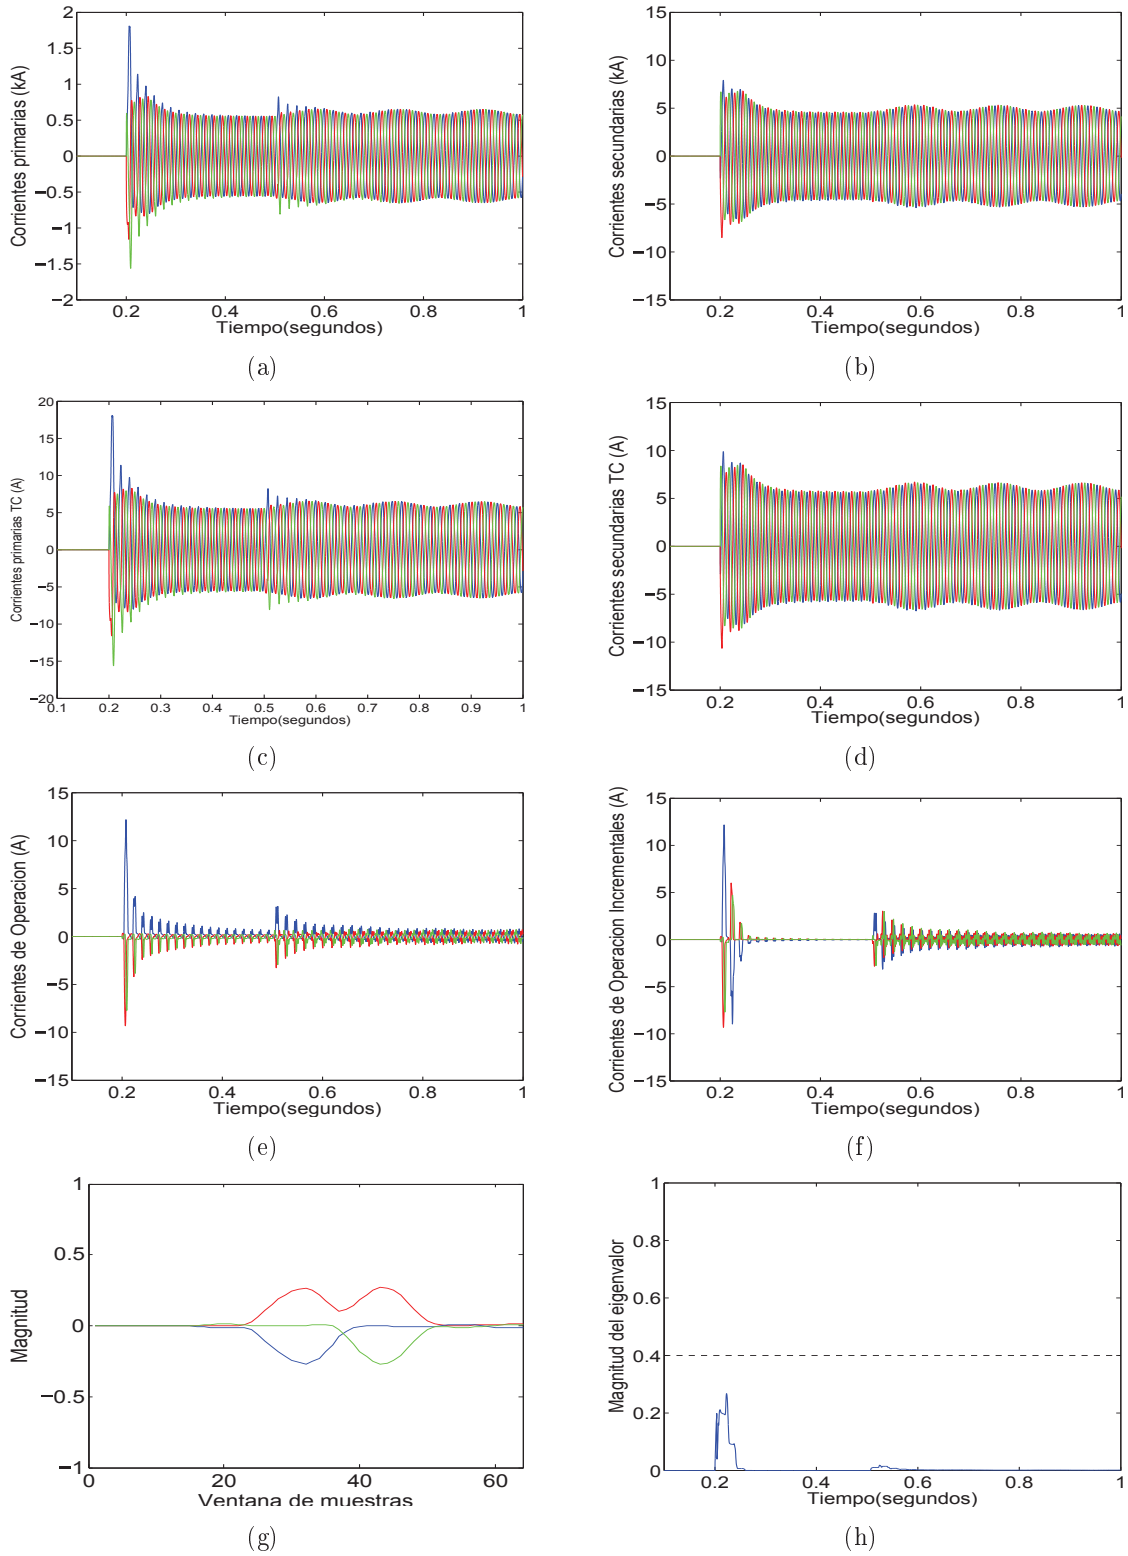 Corrientes primarias (kA)
2
1.5
1
0.5
0
−0.5
−1
−1.5
−2
0.2 0.4 0.6 0.8 1
Tiempo(segundos)
(a)
Corrientes secundarias (kA)
15
10
5
0
−5
−10
−15
0.2 0.4 0.6 0.8 1
Tiempo(segundos)
(b)
Corrientes primarias TC (A)
20
15
10
5
0
−5
−10
−15
−20
0.1 0.2 0.3 0.4 0.5 0.6 0.7 0.8 0.9 1
Tiempo(segundos)
(c)
Corrientes secundarias TC (A)
15
10
5
0
−5
−10
−15
0.2 0.4 0.6 0.8 1
Tiempo(segundos)
(d)
Corrientes de Operacion (A)
15
10
5
0
−5
−10
−15
0.2 0.4 0.6 0.8 1
Tiempo(segundos)
(e)
Corrientes de Operacion Incrementales (A)
15
10
5
0
−5
−10
−15
0.2 0.4 0.6 0.8 1
Tiempo(segundos)
(f)
Magnitud
1
0.5
0
−0.5
−1
0 20 40 60
Ventana de muestras
(g)
Magnitud del eigenvalor
1
0.8
0.6
0.4
0.2
0
0.2 0.4 0.6 0.8 1
Tiempo(segundos)
(h)